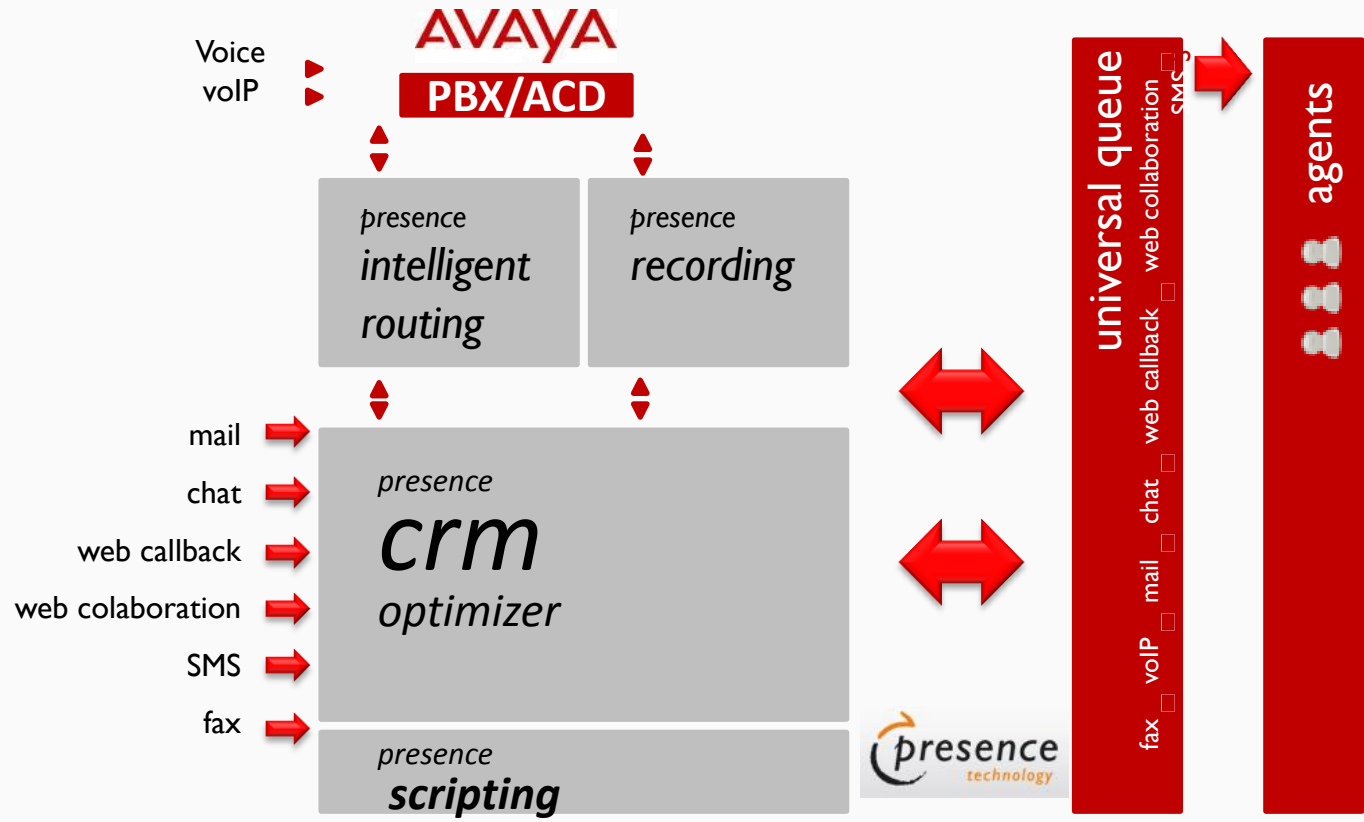 AVAYA
Voice
voIP
PBX/ACD
presence
intelligent
routing
presence
recording
mail
chat
web callback
web colaboration
SMS
fax
presence
crm
optimizer
presence
scripting
presence
technology
universal queue
fax □ voIP □ mail □ chat □ web callback □ web collaboration □
SMS
agents